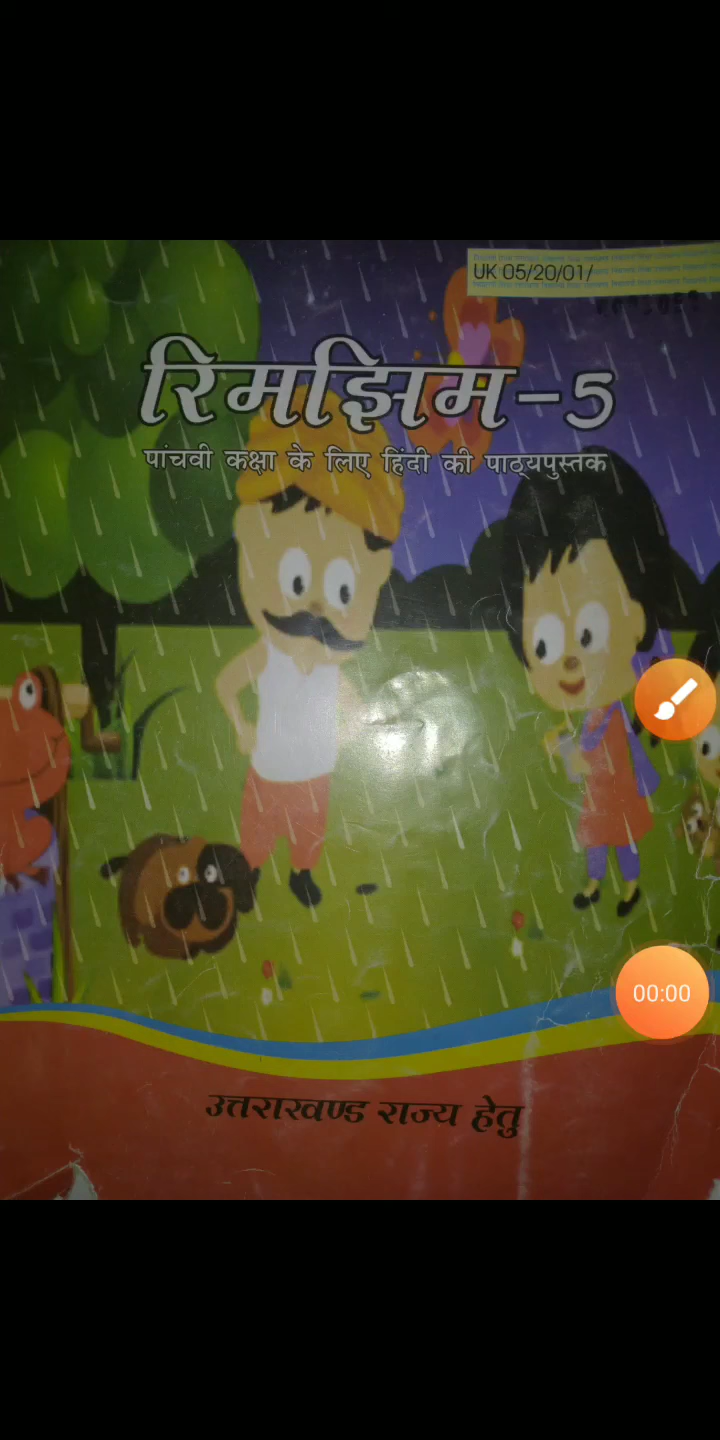 UK 05/20/01/
रिमझिम-5
पांचवी कक्षा के लिए हिंदी की पाठ्यपुस्तक
00:00
उत्तराखण्ड राज्य हेतु